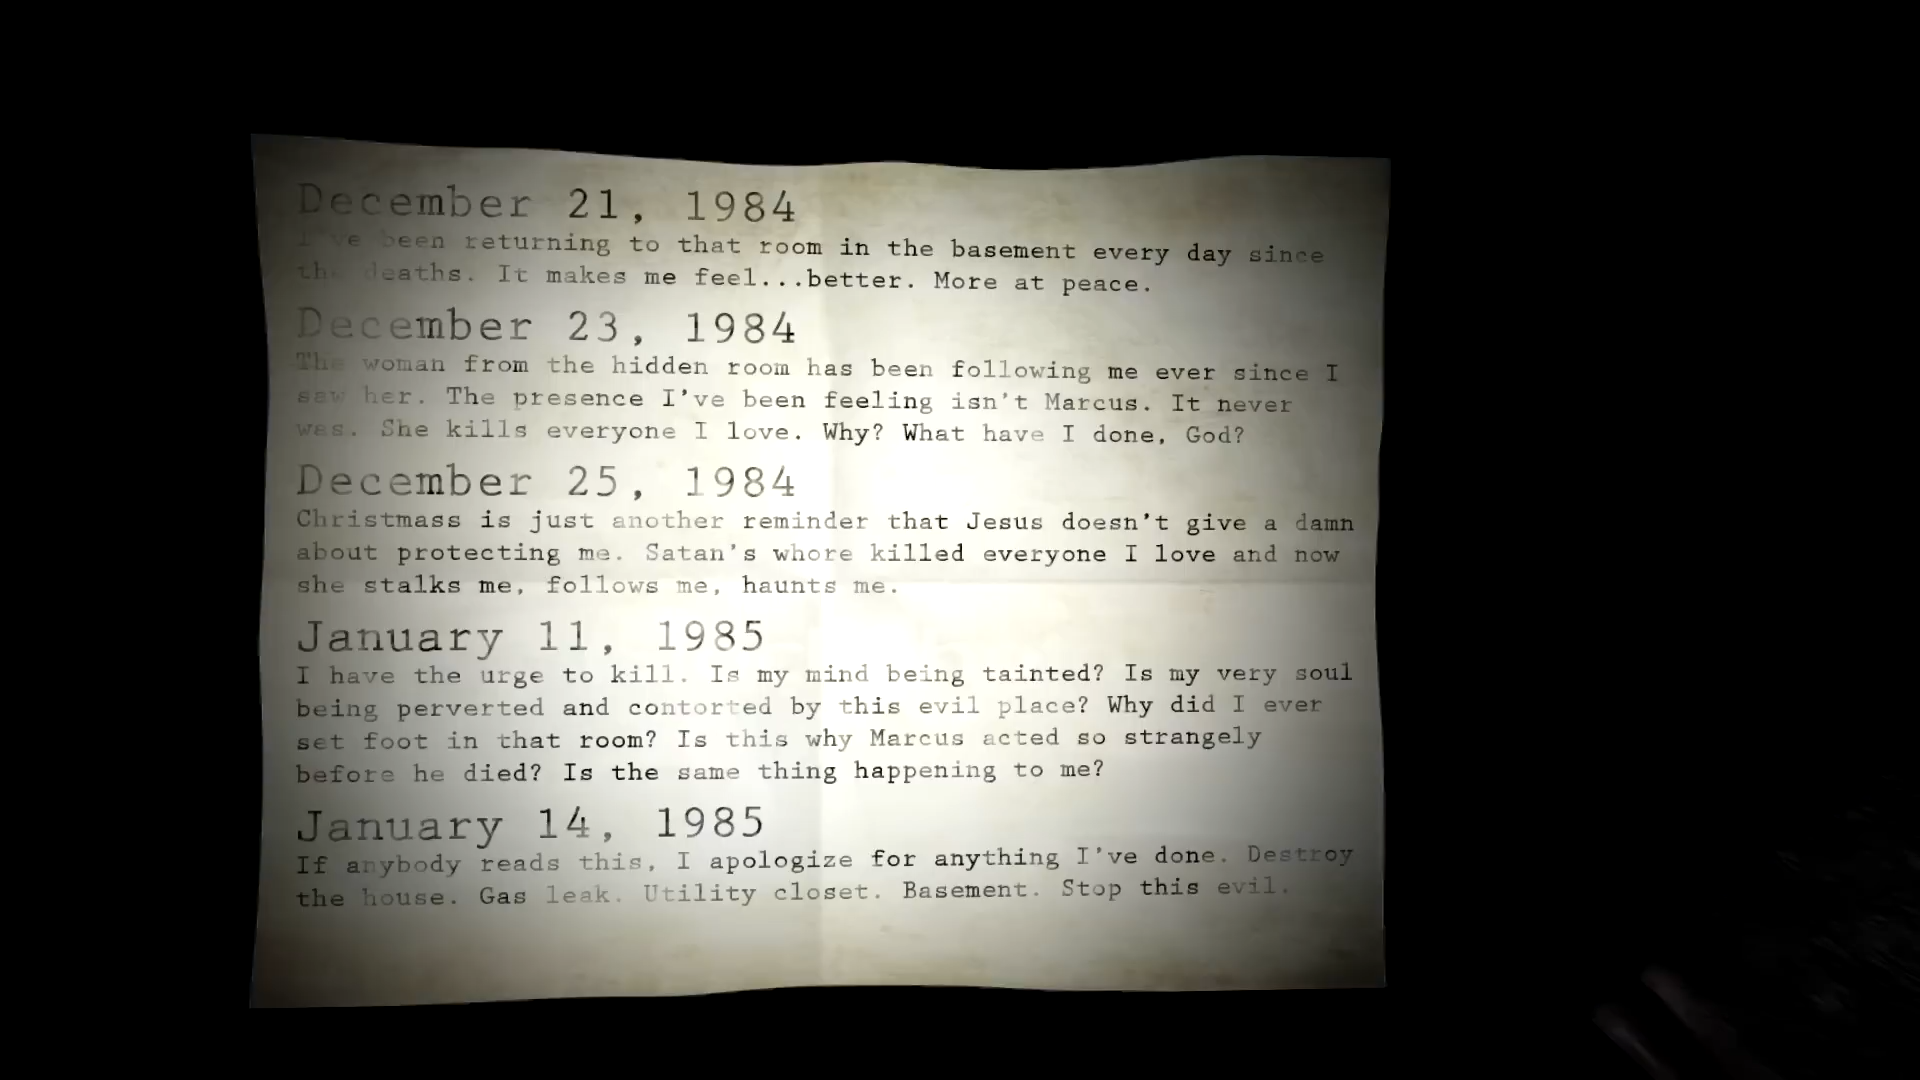 December 21, 1984
I've been returning to that room in the basement every day since
the deaths. It makes me feel...better. More at peace.
December 23, 1984
The woman from the hidden room has been following me ever since I
saw her. The presence I've been feeling isn't Marcus. It never
was. She kills everyone I love. Why? What have I done, God?
December 25, 1984
Christmass is just another reminder that Jesus doesn't give a damn
about protecting me. Satan's whore killed everyone I love and now
she stalks me, follows me, haunts me.
January 11, 1985
I have the urge to kill. Is my mind being tainted? Is my very soul
being perverted and contorted by this evil place? Why did I ever
set foot in that room? Is this why Marcus acted so strangely
before he died? Is the same thing happening to me?
January 14, 1985
If anybody reads this, I apologize for anything I've done. Destroy
the house. Gas leak. Utility closet. Basement. Stop this evil.